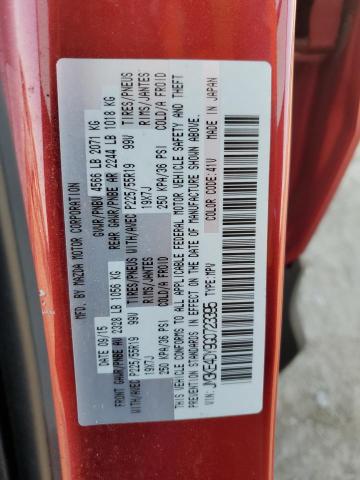 MFD. BY MAZDA MOTOR CORPORATION
DATE 09/15 GVWR/PNBV 4566 LB 2071 KG
FRONT GAWR/PNBE AV 2328 LB 1056 KG REAR GAWR/PNBE AR 2244 LB 1018 KG
WITH/AVEC P225/55R19 99V TIRES/PNEUS WITH/AVEC P225/55R19 99V TIRES/PNEUS
19X7J RIMS/JANTES 19X7J RIMS/JANTES
250 KPA/36 PSI COLD/A FROID 250 KPA/36 PSI COLD/A FROID
THIS VEHICLE CONFORMS TO ALL APPLICABLE FEDERAL MOTOR VEHICLE SAFETY AND THEFT
PREVENTION STANDARDS IN EFFECT ON THE DATE OF MANUFACTURE SHOWN ABOVE.
TYPE: MPV COLOR CODE: 41V MADE IN JAPAN
VIN: